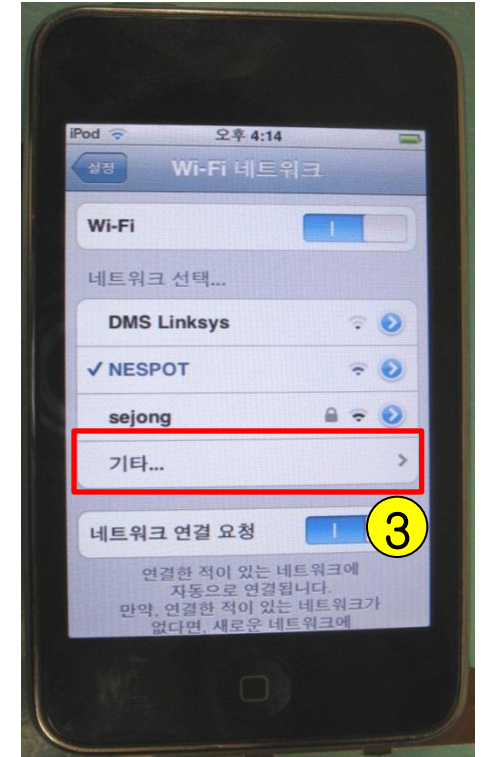 iPod 오후 4:14
설정 Wi-Fi 네트워크
Wi-Fi
네트워크 선택...
DMS Linksys
✓ NESPOT
sejong
기타...
네트워크 연결 요청
3
연결한 적이 있는 네트워크에
자동으로 연결됩니다.
만약, 연결한 적이 있는 네트워크가
없다면, 새로운 네트워크에